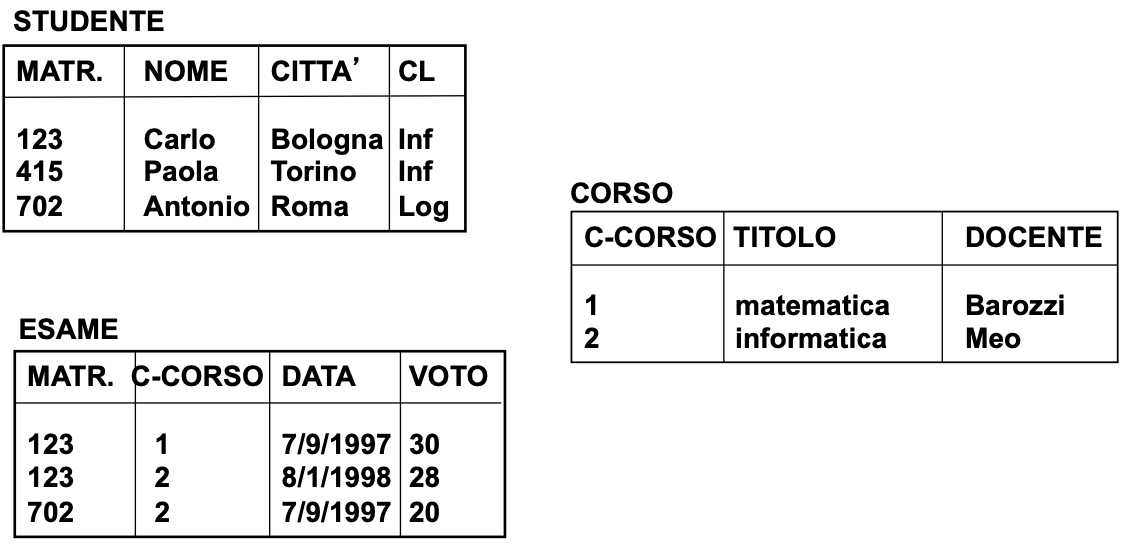 STUDENTE
MATR. NOME CITTA’ CL
123 Carlo Bologna Inf
415 Paola Torino Inf
702 Antonio Roma Log
CORSO
C-CORSO TITOLO DOCENTE
1 matematica Barozzi
2 informatica Meo
ESAME
MATR. C-CORSO DATA VOTO
123 1 7/9/1997 30
123 2 8/1/1998 28
702 2 7/9/1997 20